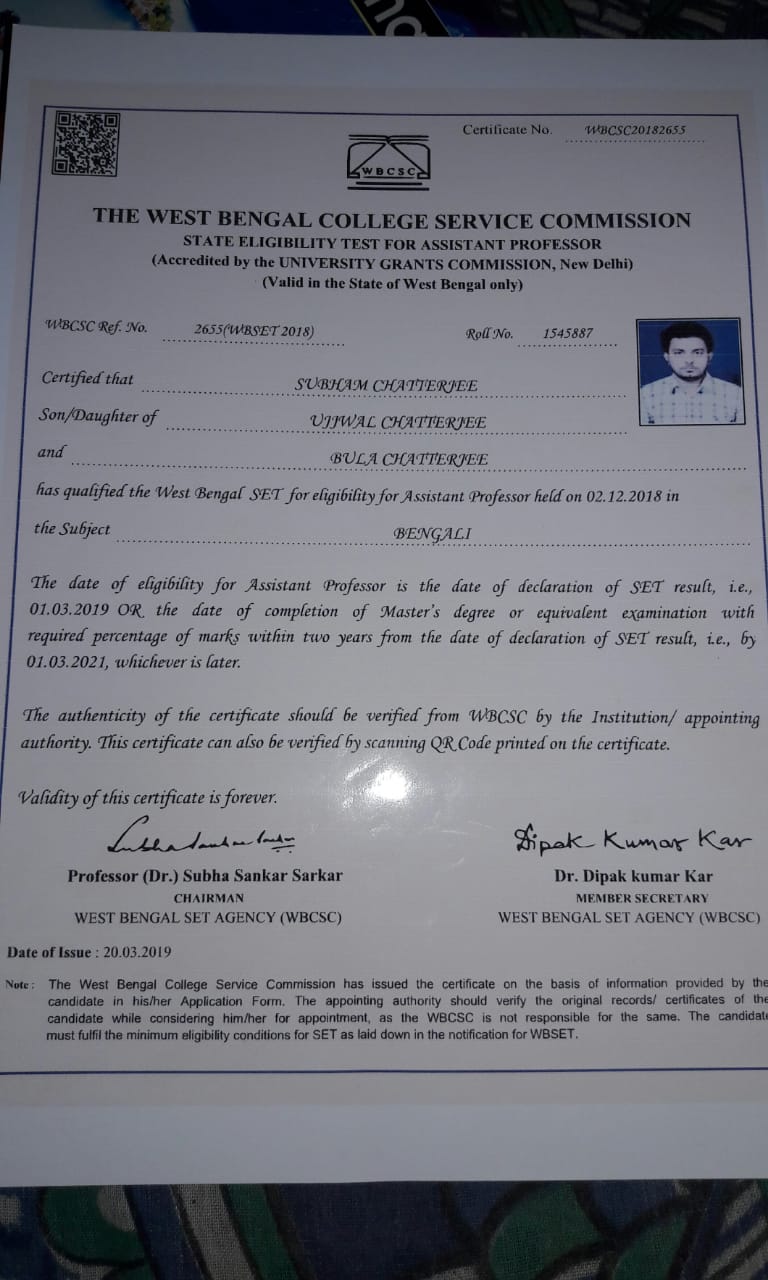 na
Certificate No. WBCSC20182655
WBCSC
THE WEST BENGAL COLLEGE SERVICE COMMISSION
STATE ELIGIBILITY TEST FOR ASSISTANT PROFESSOR
(Accredited by the UNIVERSITY GRANTS COMMISSION, New Delhi)
(Valid in the State of West Bengal only)
WBCSC Ref. No. 2655(WBSET 2018) Roll No. 1545887
Certified that SUBHAM CHATTERJEE
Son/Daughter of UJJWAL CHATTERJEE
and BULA CHATTERJEE
has qualified the West Bengal SET for eligibility for Assistant Professor held on 02.12.2018 in
the Subject BENGALI
The date of eligibility for Assistant Professor is the date of declaration of SET result, i.e.,
01.03.2019 OR the date of completion of Master's degree or equivalent examination with
required percentage of marks within two years from the date of declaration of SET result, i.e., by
01.03.2021, whichever is later.
The authenticity of the certificate should be verified from WBCSC by the Institution/ appointing
authority. This certificate can also be verified by scanning QR Code printed on the certificate.
Validity of this certificate is forever.
Dipak Kumar Kar
Professor (Dr.) Subha Sankar Sarkar Dr. Dipak kumar Kar
CHAIRMAN MEMBER SECRETARY
WEST BENGAL SET AGENCY (WBCSC) WEST BENGAL SET AGENCY (WBCSC)
Date of Issue : 20.03.2019
Note : The West Bengal College Service Commission has issued the certificate on the basis of information provided by the
candidate in his/her Application Form. The appointing authority should verify the original records/ certificates of the
candidate while considering him/her for appointment, as the WBCSC is not responsible for the same. The candidate
must fulfil the minimum eligibility conditions for SET as laid down in the notification for WBSET.